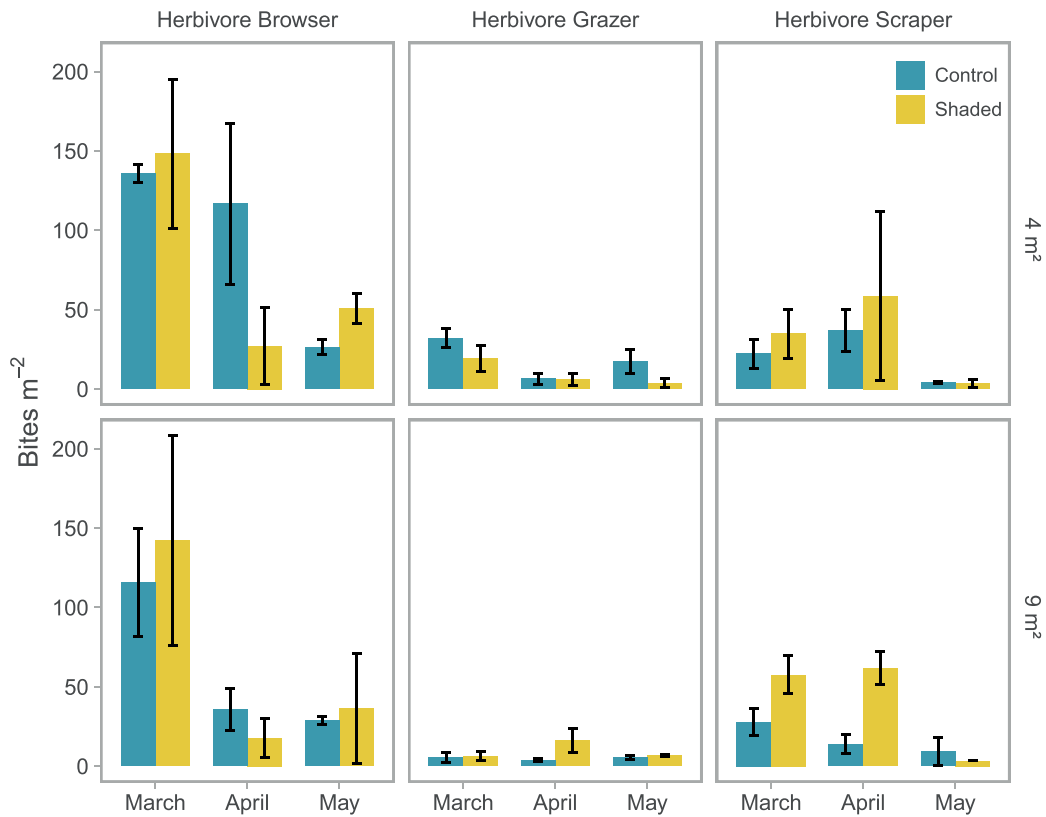 Herbivore Browser
Herbivore Grazer
Herbivore Scraper
Control
Shaded
200
150
100
50
0
4 m²
Bites m⁻²
200
150
100
50
0
9 m²
March
April
May
March
April
May
March
April
May